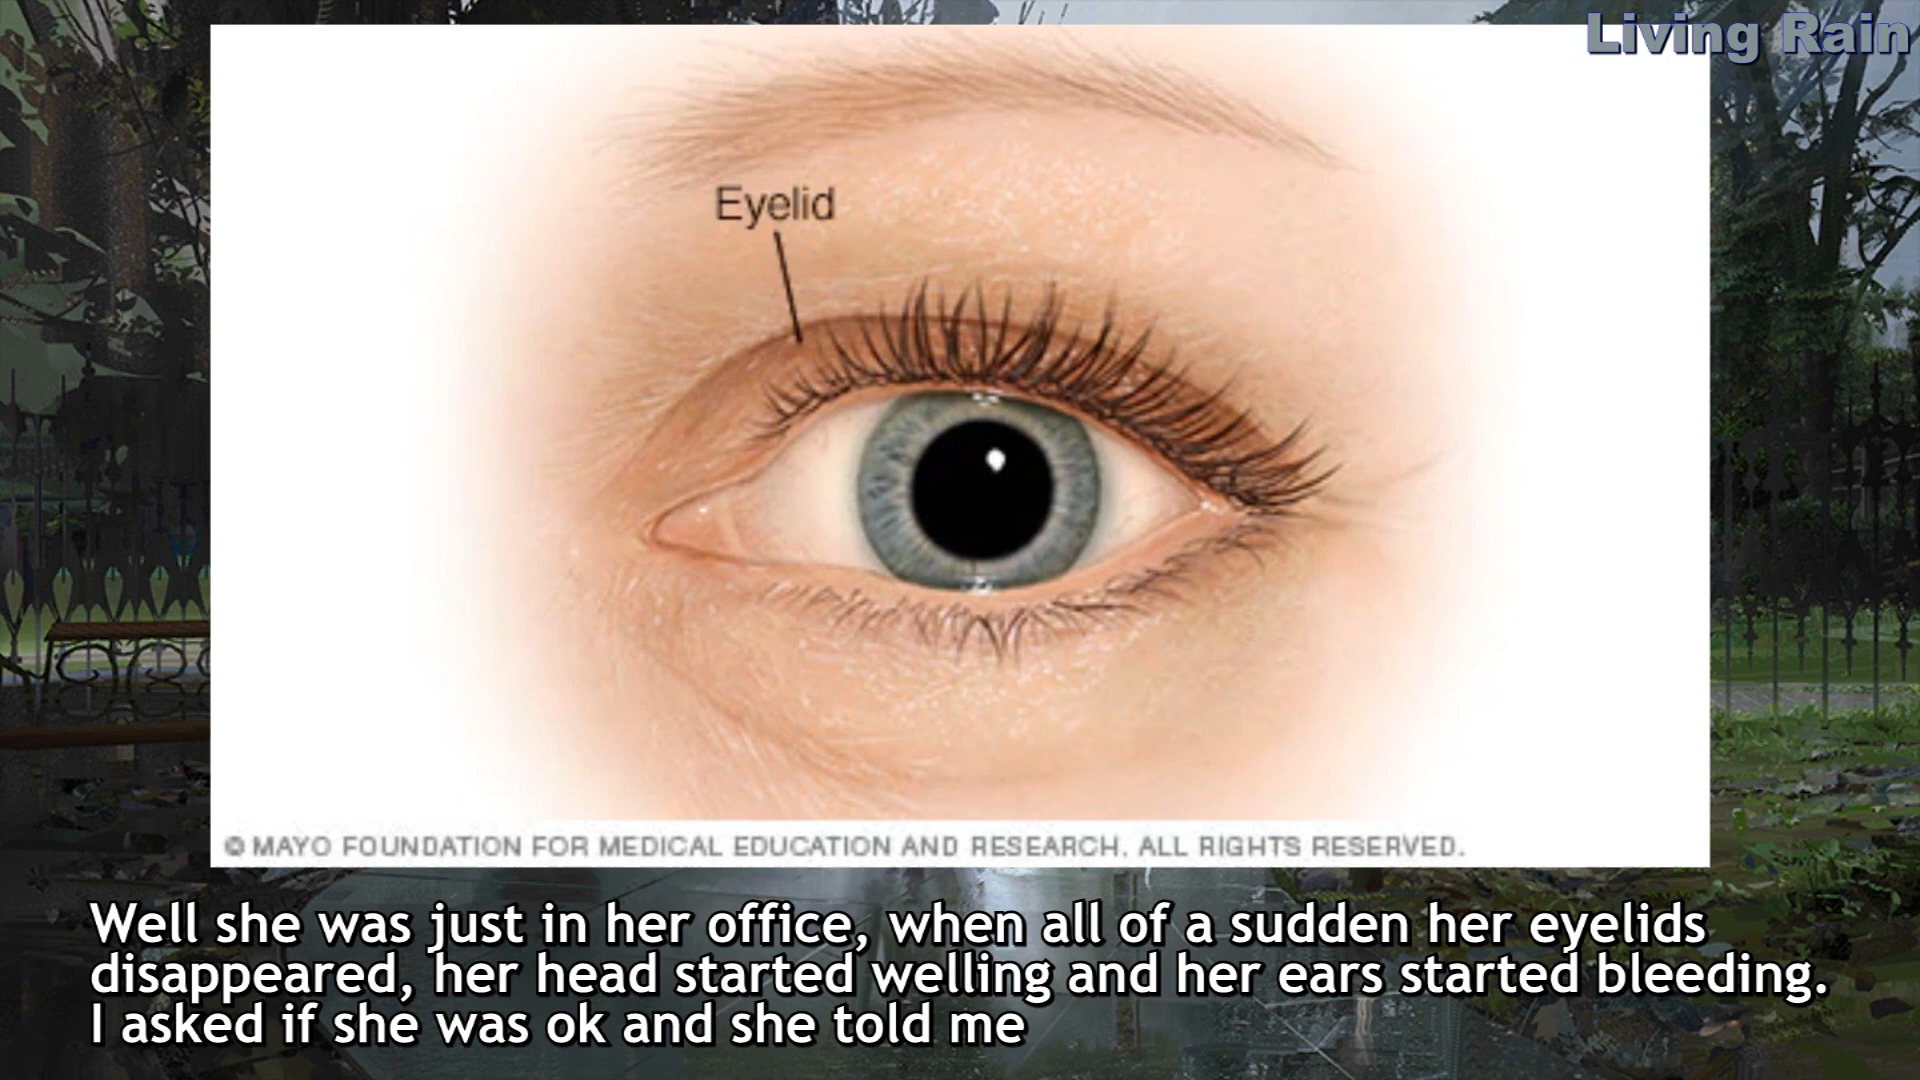 Living Rain
Eyelid
© MAYO FOUNDATION FOR MEDICAL EDUCATION AND RESEARCH. ALL RIGHTS RESERVED.
Well she was just in her office, when all of a sudden her eyelids
disappeared, her head started welling and her ears started bleeding.
I asked if she was ok and she told me